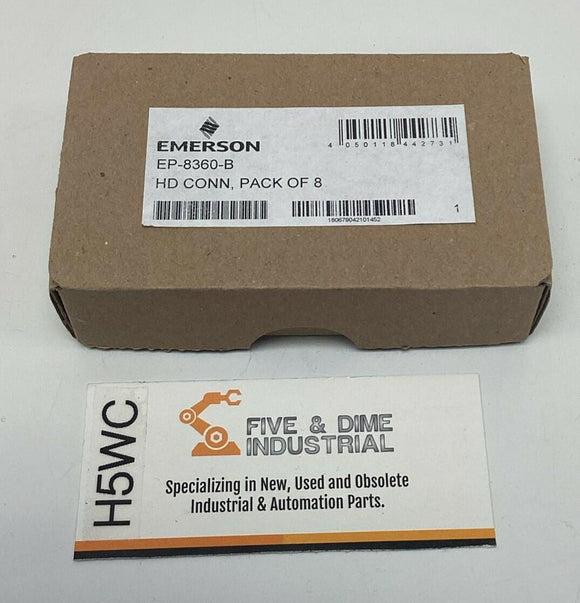 EMERSON
EP-8360-B
HD CONN, PACK OF 8
4 050118 442731
180679042101452
1
H5WC
FIVE & DIME
INDUSTRIAL
Specializing in New, Used and Obsolete
Industrial & Automation Parts.